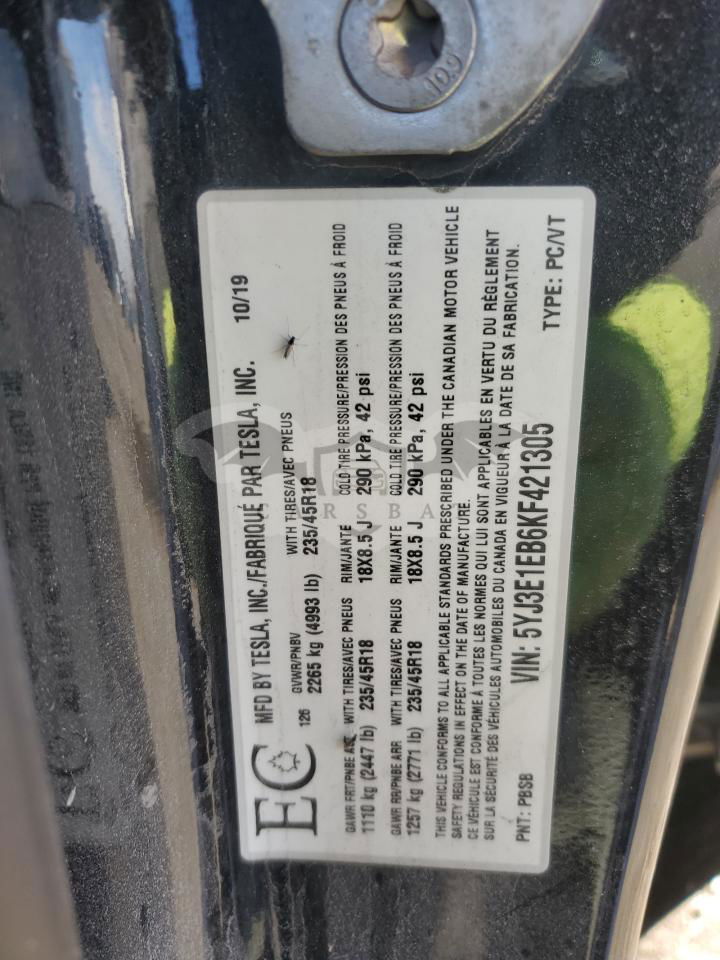 10.9
MFD BY TESLA, INC./FABRIQUÉ PAR TESLA, INC. 10/19
EC
126
GVWR/PNBV WITH TIRES/AVEC PNEUS
2265 kg (4993 lb) 235/45R18
GAWR FRT/PNBE WITH TIRES/AVEC PNEUS RIM/JANTE COLD TIRE PRESSURE/PRESSION DES PNEUS À FROID
1110 kg (2447 lb) 235/45R18 18X8.5 J 290 kPa, 42 psi
GAWR RR/PNBE ARR WITH TIRES/AVEC PNEUS RIM/JANTE COLD TIRE PRESSURE/PRESSION DES PNEUS À FROID
1257 kg (2771 lb) 235/45R18 18X8.5 J 290 kPa, 42 psi
THIS VEHICLE CONFORMS TO ALL APPLICABLE STANDARDS PRESCRIBED UNDER THE CANADIAN MOTOR VEHICLE
SAFETY REGULATIONS IN EFFECT ON THE DATE OF MANUFACTURE.
CE VÉHICULE EST CONFORME À TOUTES LES NORMES QUI LUI SONT APPLICABLES EN VERTU DU RÈGLEMENT
SUR LA SÉCURITÉ DES VÉHICULES AUTOMOBILES DU CANADA EN VIGUEUR À LA DATE DE SA FABRICATION.
VIN: 5YJ3E1EB6KF421305
PNT: PBSB TYPE: PC/VT